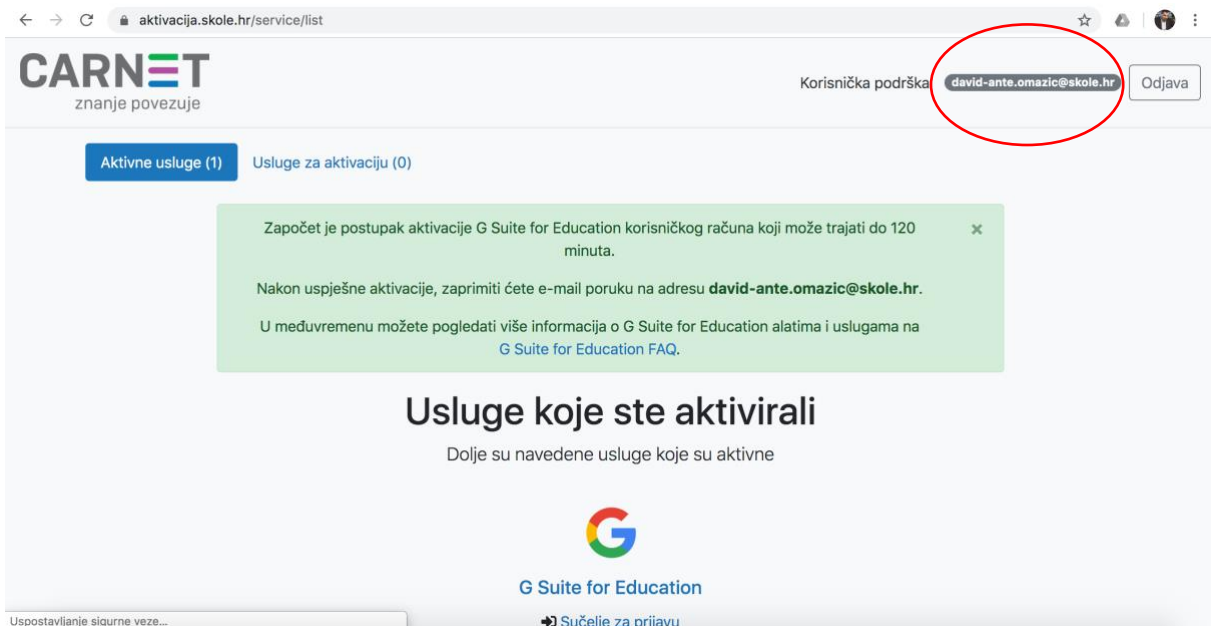 aktivacija.skole.hr/service/list
CARNET
znanje povezuje
Korisnička podrška
david-ante.omazic@skole.hr
Odjava
Aktivne usluge (1)
Usluge za aktivaciju (0)
Započet je postupak aktivacije G Suite for Education korisničkog računa koji može trajati do 120
minuta.
Nakon uspješne aktivacije, zaprimiti ćete e-mail poruku na adresu david-ante.omazic@skole.hr.
U međuvremenu možete pogledati više informacija o G Suite for Education alatima i uslugama na
G Suite for Education FAQ.
Usluge koje ste aktivirali
Dolje su navedene usluge koje su aktivne
G Suite for Education
Sučelje za prijavu
Uspostavljanje sigurne veze...